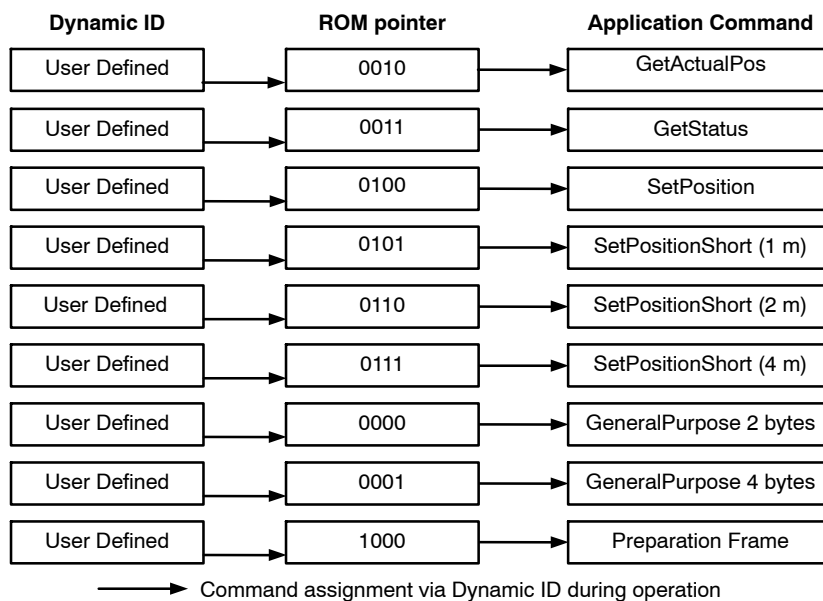 Dynamic ID ROM pointer Application Command
User Defined 0010 GetActualPos
User Defined 0011 GetStatus
User Defined 0100 SetPosition
User Defined 0101 SetPositionShort (1 m)
User Defined 0110 SetPositionShort (2 m)
User Defined 0111 SetPositionShort (4 m)
User Defined 0000 GeneralPurpose 2 bytes
User Defined 0001 GeneralPurpose 4 bytes
User Defined 1000 Preparation Frame
Command assignment via Dynamic ID during operation